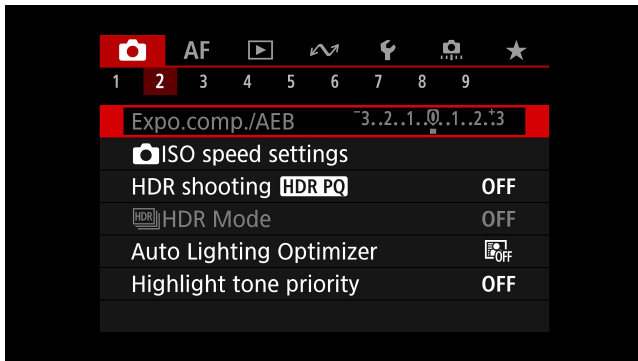 AF
1 2 3 4 5 6 7 8 9
Expo.comp./AEB -3..2..1..0..1..2.+3
ISO speed settings
HDR shooting HDR PQ OFF
HDR HDR Mode OFF
Auto Lighting Optimizer OFF
Highlight tone priority OFF